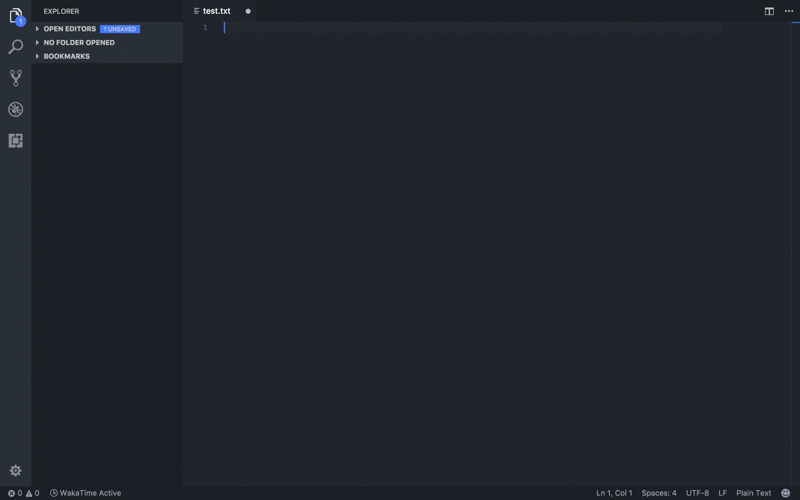 EXPLORER
test.txt
OPEN EDITORS 1 UNSAVED
NO FOLDER OPENED
BOOKMARKS
1
1
0 0 WakaTime Active
Ln 1, Col 1 Spaces: 4 UTF-8 LF Plain Text